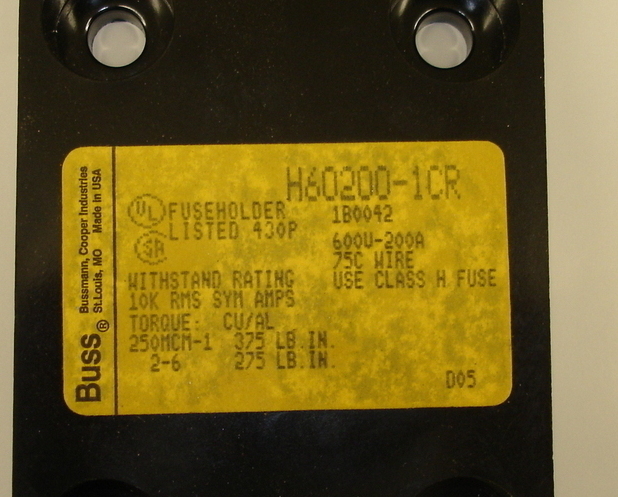 Buss® Bussmann, Cooper Industries
St.Louis, MO Made in USA
H60200-1CR
UL FUSEHOLDER 1B0042
LISTED 430P
SA 600V-200A
75C WIRE
WITHSTAND RATING USE CLASS H FUSE
10K RMS SYM AMPS
TORQUE: CU/AL
250MCM-1 375 LB.IN.
2-6 275 LB.IN.
D05